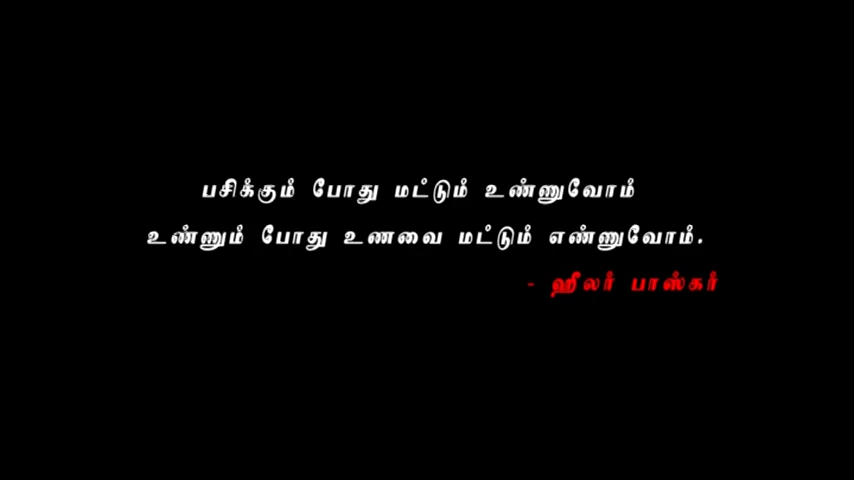 பசிக்கும் போது மட்டும் உண்ணுவோம்
உண்ணும் போது உணவை மட்டும் எண்ணுவோம்.
- ஹீலர் பாஸ்கர்